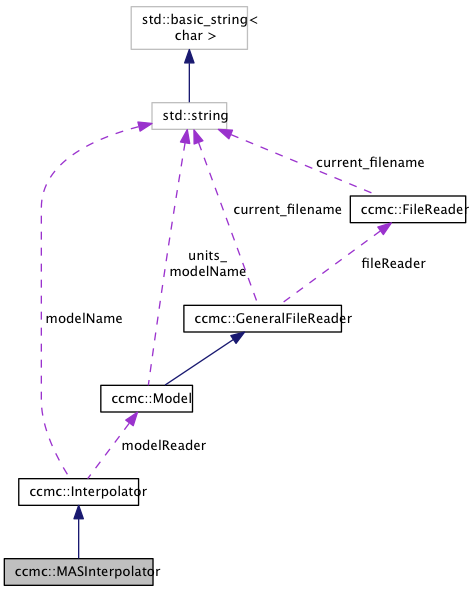 std::basic_string<
char >
std::string
current_filename
ccmc::FileReader
current_filename
units_
modelName
fileReader
ccmc::GeneralFileReader
modelName
ccmc::Model
modelReader
ccmc::Interpolator
ccmc::MASInterpolator